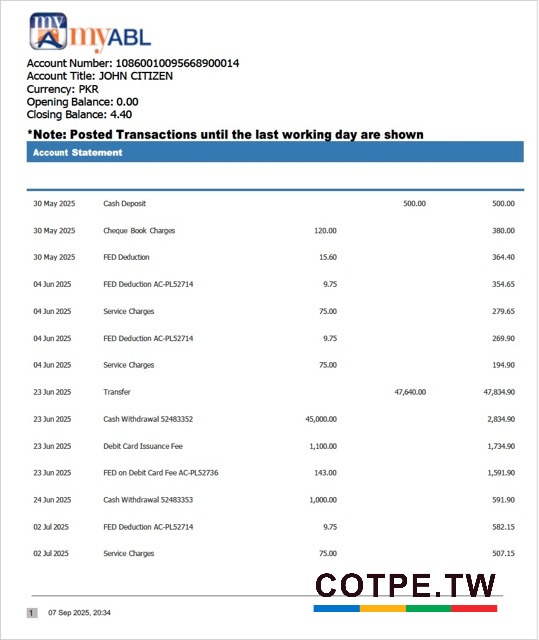 my
myABL
Account Number: 10860010095668900014
Account Title: JOHN CITIZEN
Currency: PKR
Opening Balance: 0.00
Closing Balance: 4.40
*Note: Posted Transactions until the last working day are shown
Account Statement
30 May 2025 Cash Deposit 500.00 500.00
30 May 2025 Cheque Book Charges 120.00 380.00
30 May 2025 FED Deduction 15.60 364.40
04 Jun 2025 FED Deduction AC-PL52714 9.75 354.65
04 Jun 2025 Service Charges 75.00 279.65
04 Jun 2025 FED Deduction AC-PL52714 9.75 269.90
04 Jun 2025 Service Charges 75.00 194.90
23 Jun 2025 Transfer 47,640.00 47,834.90
23 Jun 2025 Cash Withdrawal 52483352 45,000.00 2,834.90
23 Jun 2025 Debit Card Issuance Fee 1,100.00 1,734.90
23 Jun 2025 FED on Debit Card Fee AC-PL52736 143.00 1,591.90
24 Jun 2025 Cash Withdrawal 52483353 1,000.00 591.90
02 Jul 2025 FED Deduction AC-PL52714 9.75 582.15
02 Jul 2025 Service Charges 75.00 507.15
COTPE.TW
1 07 Sep 2025, 20:34